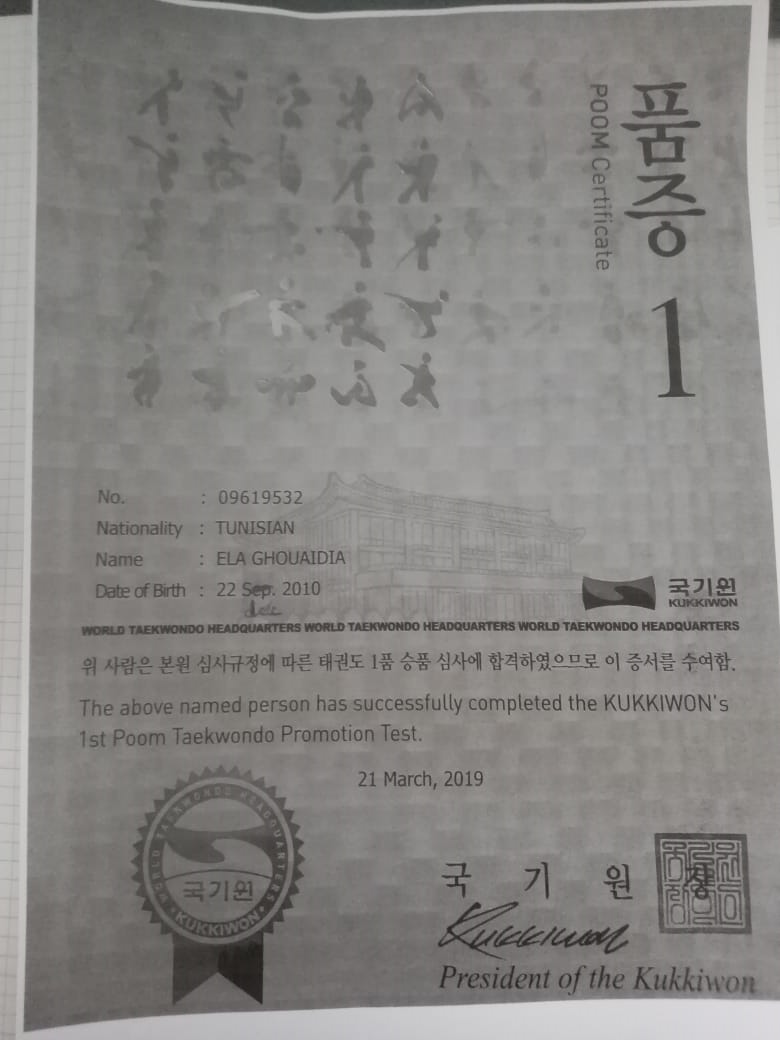 품증
POOM Certificate
1
No. : 09619532
Nationality : TUNISIAN
Name : ELA GHOUAIDIA
Date of Birth : 22 Sep. 2010
dec
국기원
KUKKIWON
WORLD TAEKWONDO HEADQUARTERS WORLD TAEKWONDO HEADQUARTERS WORLD TAEKWONDO HEADQUARTERS
위 사람은 본원 심사규정에 따른 태권도 1품 승품 심사에 합격하였으므로 이 증서를 수여함.
The above named person has successfully completed the KUKKIWON's
1st Poom Taekwondo Promotion Test.
21 March, 2019
WORLD TAEKWONDO HEADQUARTERS
국기원
KUKKIWON
국 기 원 장
Kukkiwon
President of the Kukkiwon